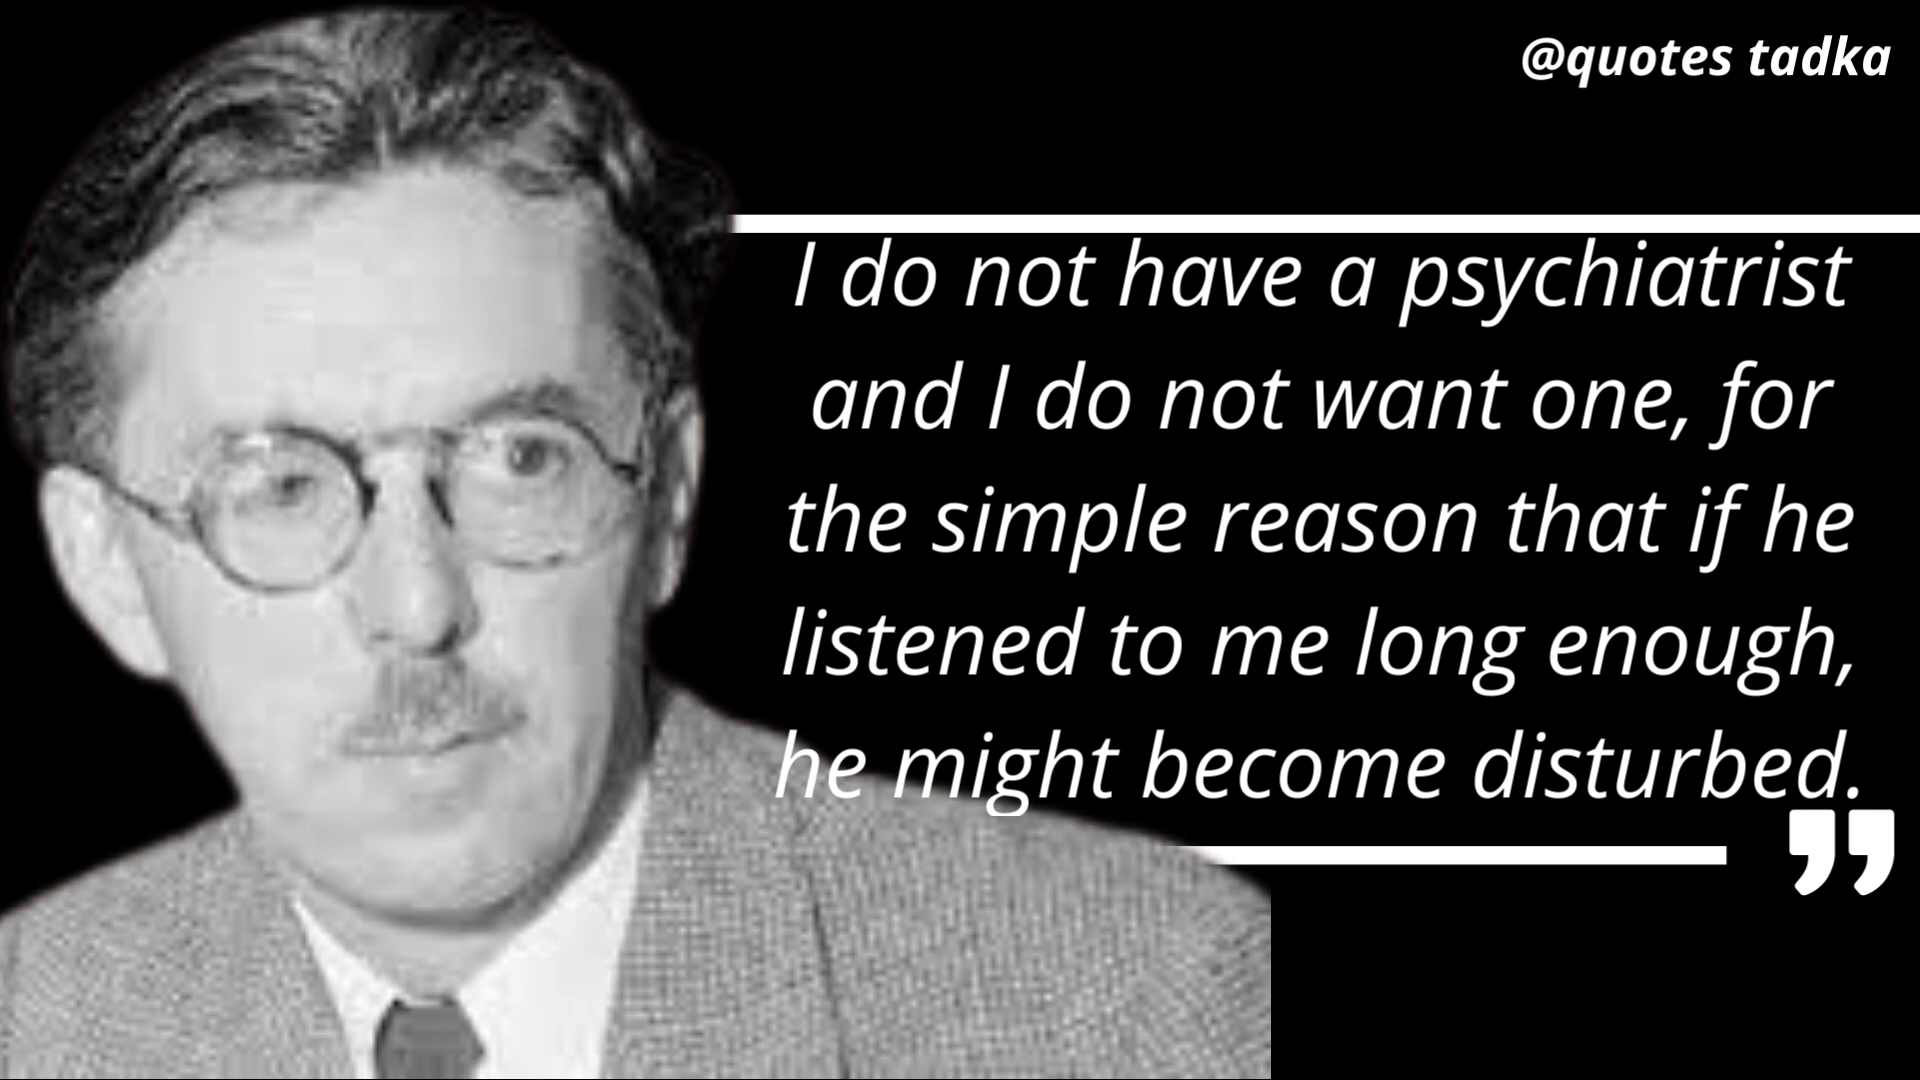 @quotes tadka
I do not have a psychiatrist
and I do not want one, for
the simple reason that if he
listened to me long enough,
he might become disturbed.
”